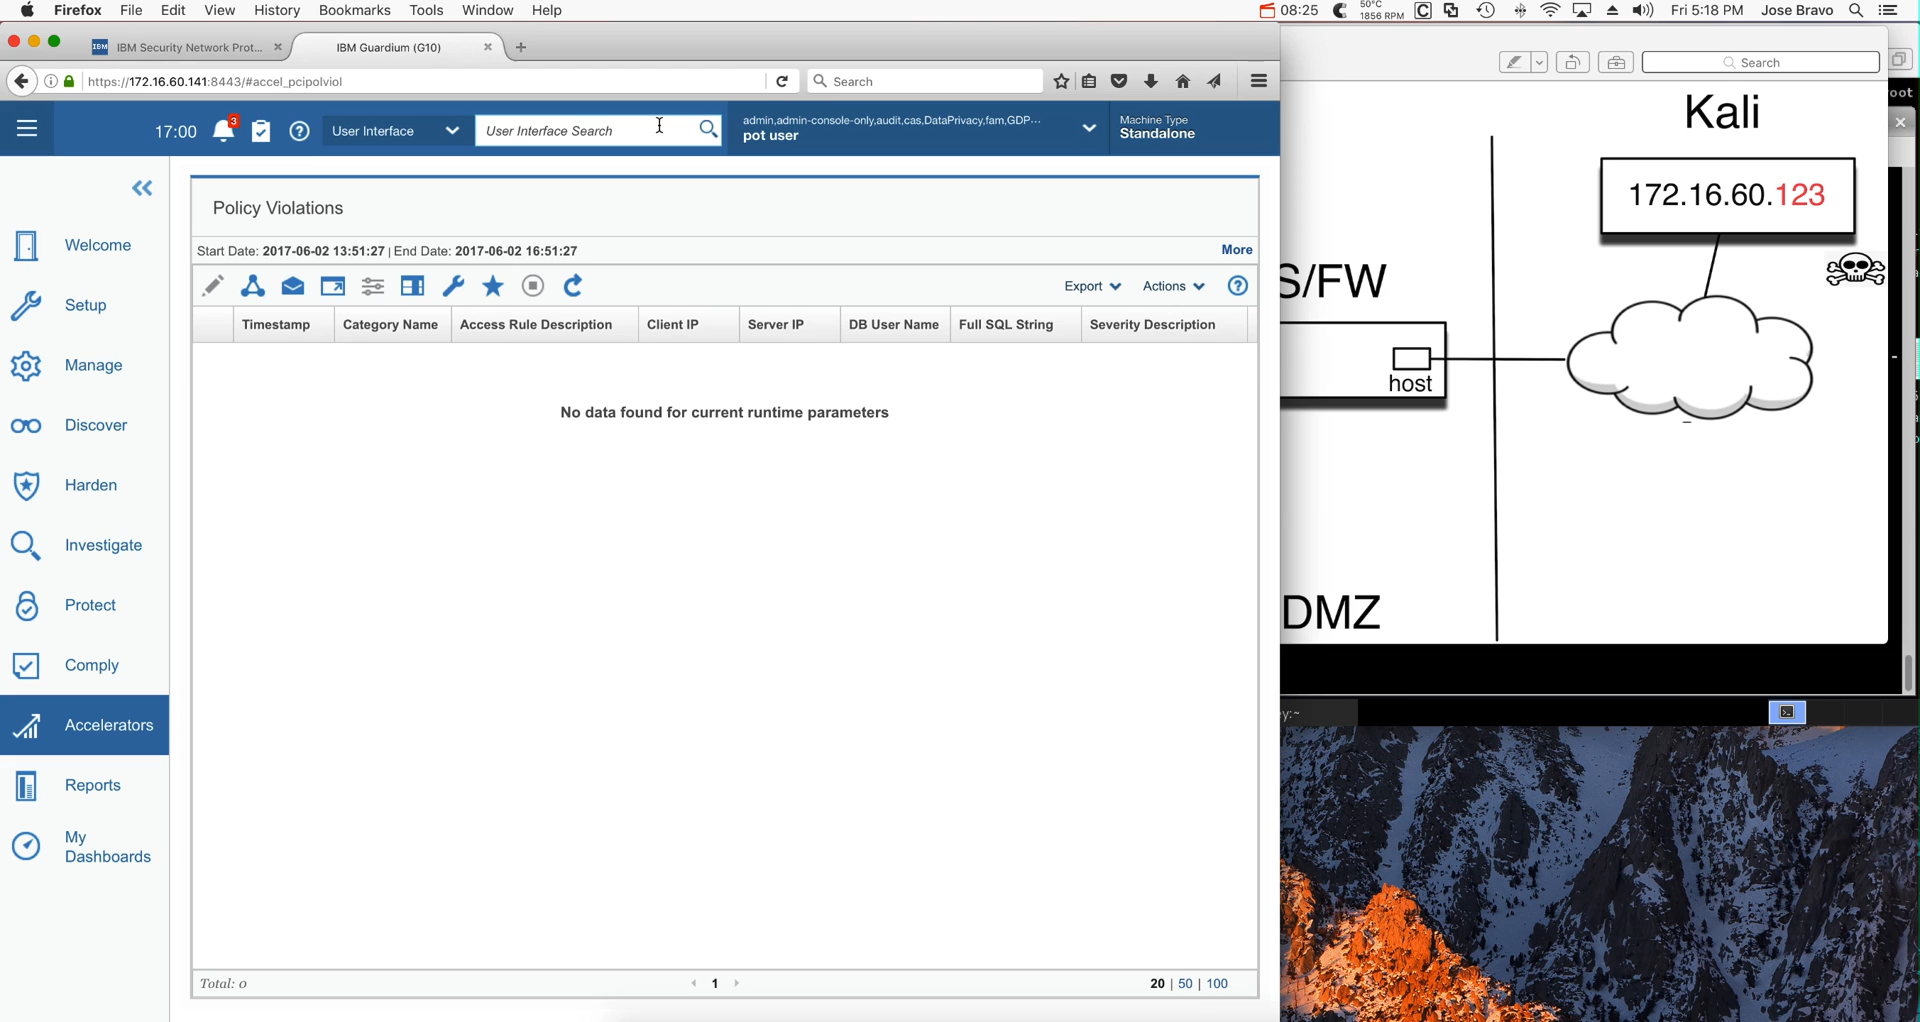 Firefox File Edit View History Bookmarks Tools Window Help
08:25 50°C 1856 RPM Fri 5:18 PM Jose Bravo
IBM Security Network Prot...
IBM Guardium (G10)
https://172.16.60.141:8443/#accel_pcipolviol
Search
Search
17:00
3
User Interface
User Interface Search
admin,admin-console-only,audit,cas,DataPrivacy,fam,GDP...
pot user
Machine Type
Standalone
Welcome
Setup
Manage
Discover
Harden
Investigate
Protect
Comply
Accelerators
Reports
My
Dashboards
Policy Violations
Start Date: 2017-06-02 13:51:27 | End Date: 2017-06-02 16:51:27
More
Export
Actions
Timestamp Category Name Access Rule Description Client IP Server IP DB User Name Full SQL String Severity Description
No data found for current runtime parameters
Total: 0
1
20 | 50 | 100
Kali
172.16.60.123
S/FW
host
DMZ
oot
y:~